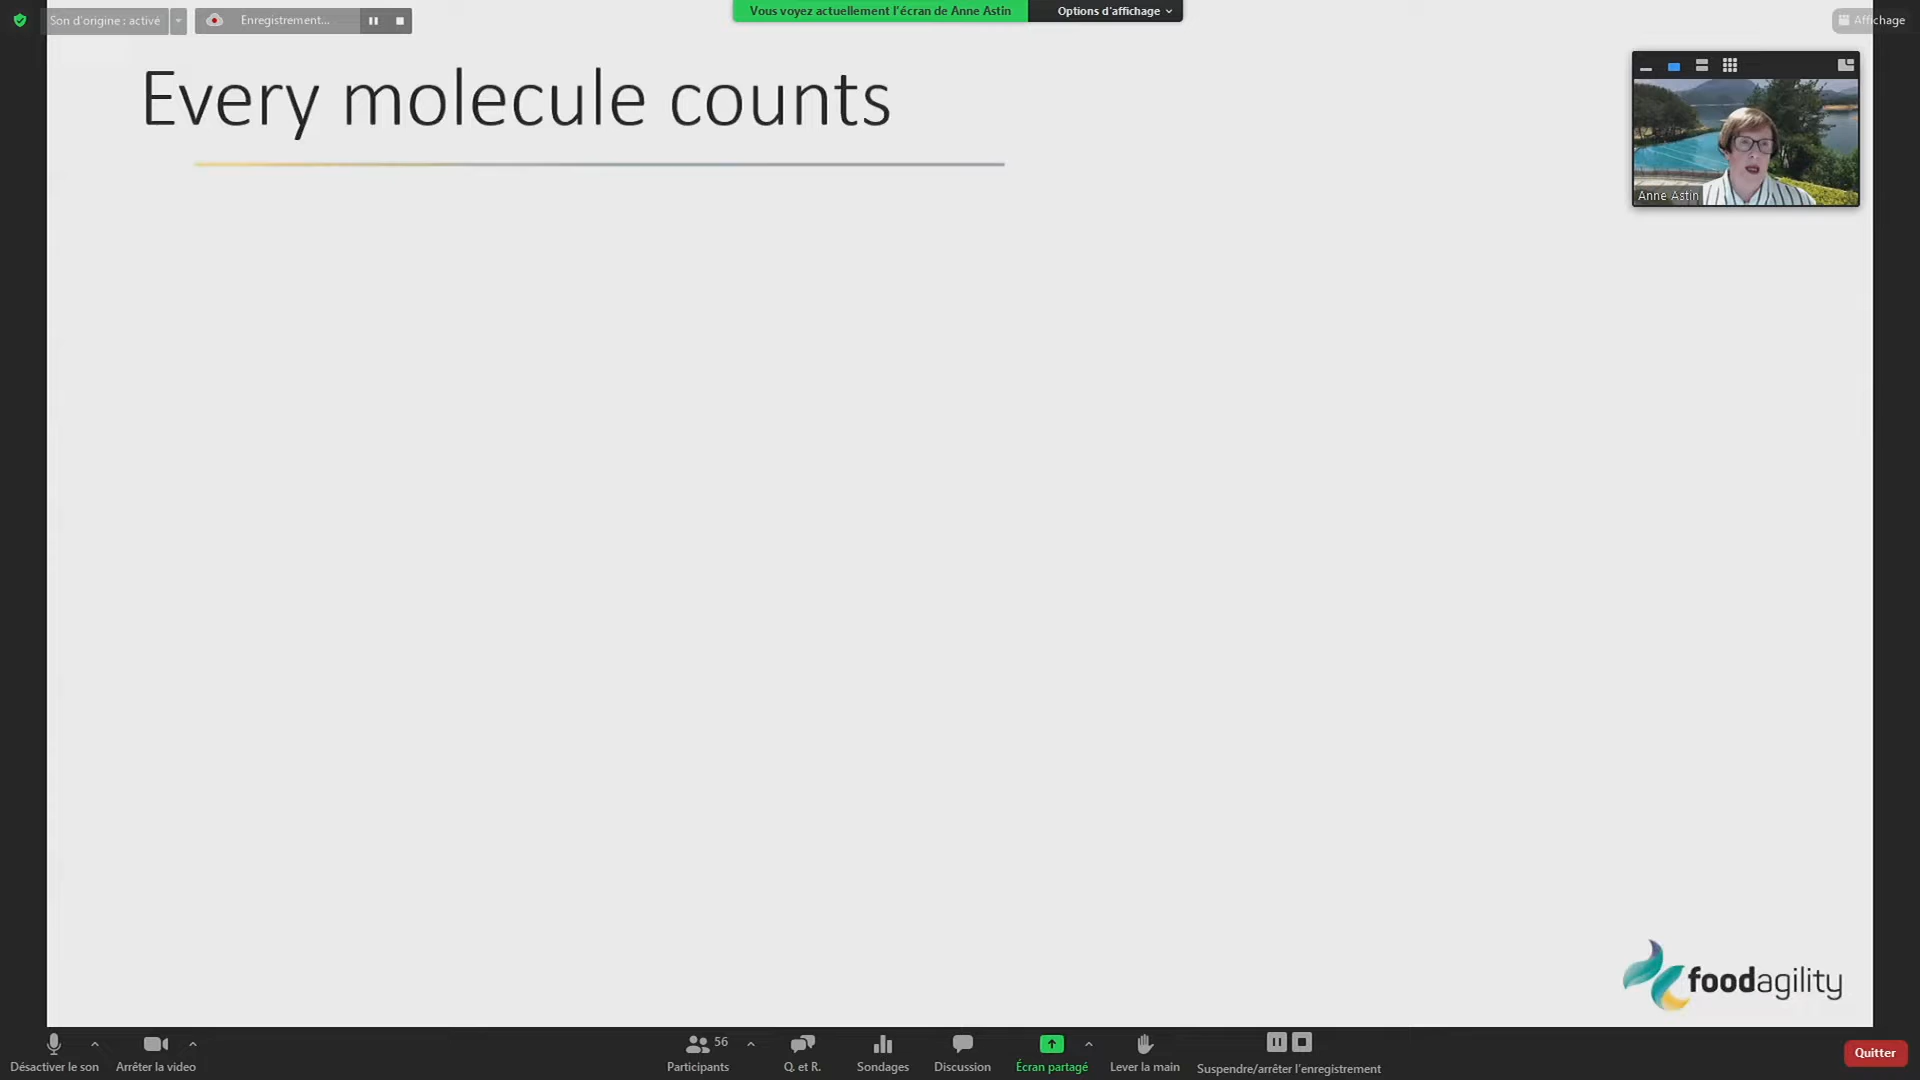 Son d'origine : activé
Enregistrement...
Vous voyez actuellement l'écran de Anne Astin
Options d'affichage
Affichage
Every molecule counts
Anne Astin
foodagility
Désactiver le son
Arrêter la video
56
Participants
Q. et R.
Sondages
Discussion
Écran partagé
Lever la main
Suspendre/arrêter l'enregistrement
Quitter